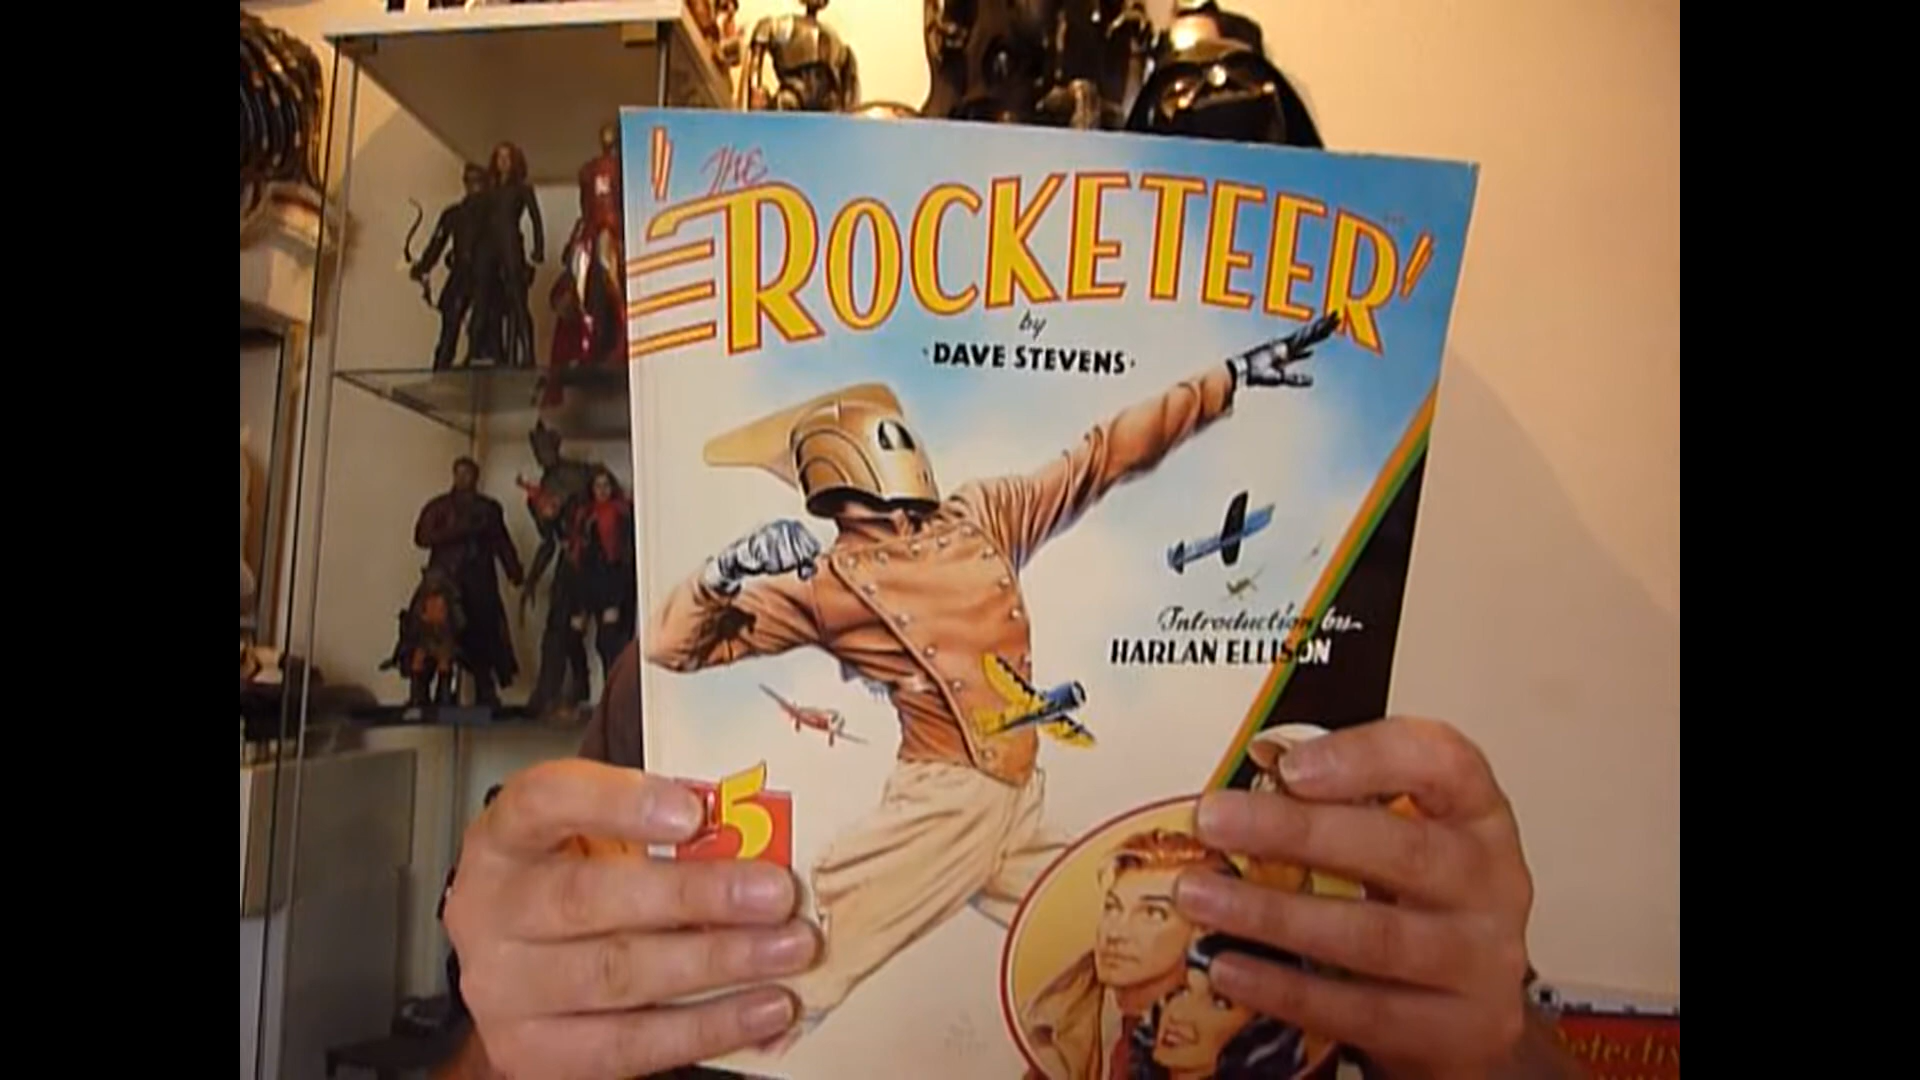 THE
ROCKETEER
by
·DAVE STEVENS·
Introduction by
HARLAN ELLISON
5